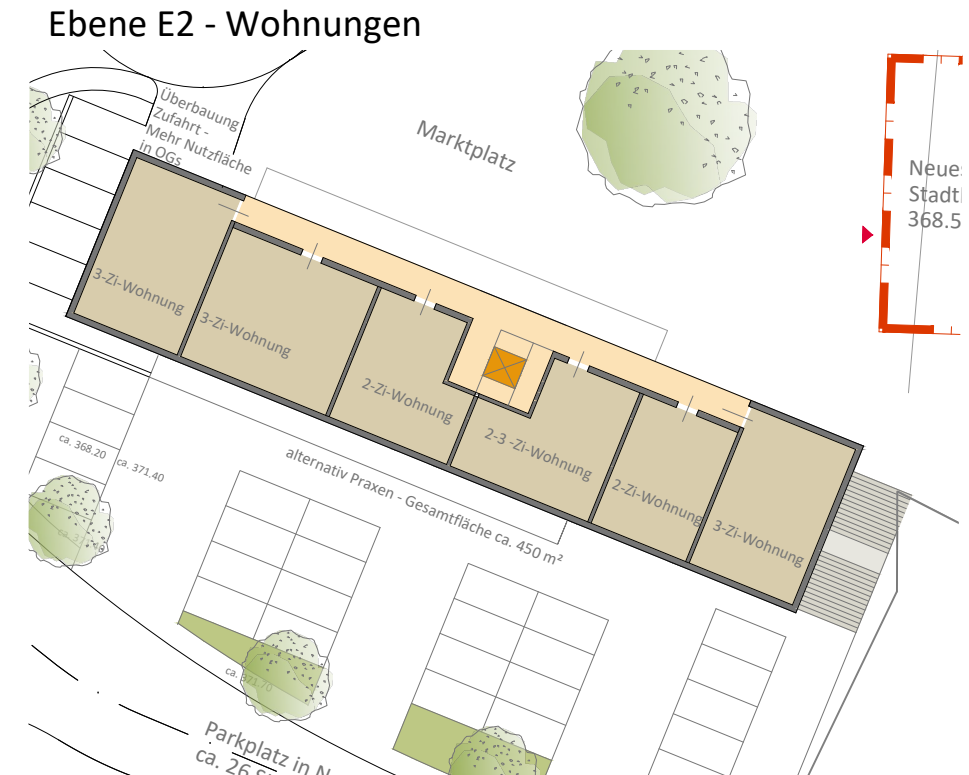 Ebene E2 - Wohnungen
Überbauung
Zufahrt -
Mehr Nutzfläche
in OGs
Marktplatz
368.5
3-Zi-Wohnung
3-Zi-Wohnung
2-Zi-Wohnung
2-3 -Zi-Wohnung
2-Zi-Wohnung
3-Zi-Wohnung
alternativ Praxen - Gesamtfläche ca. 450 m²
ca. 368.20
ca. 371.40
Parkplatz in
ca. 26